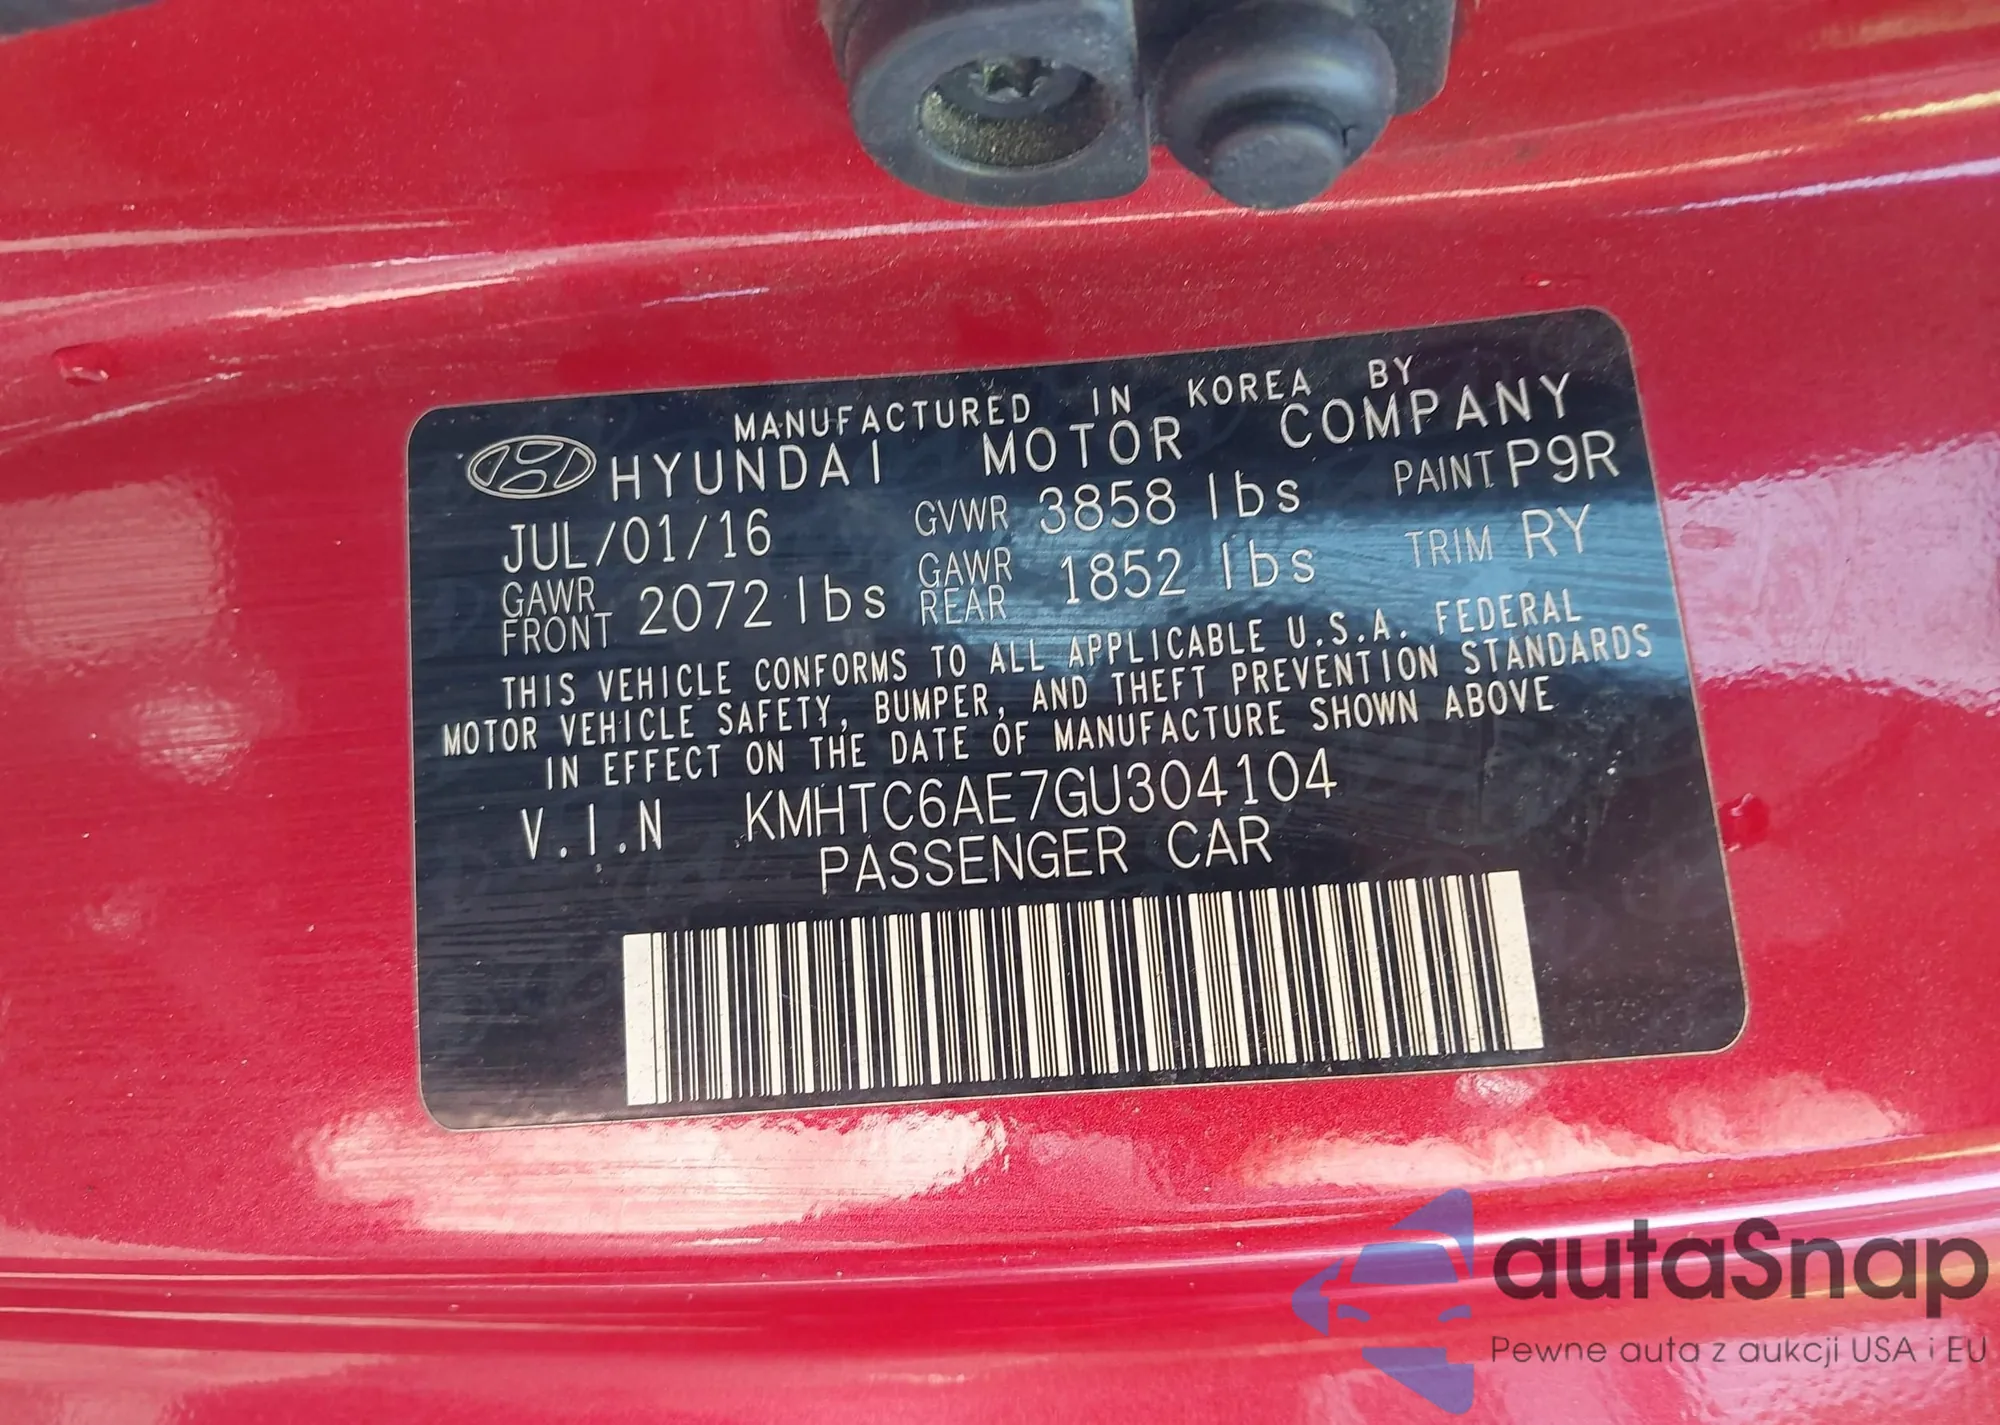 MANUFACTURED IN KOREA BY
HYUNDAI MOTOR COMPANY
JUL/01/16 GVWR 3858 lbs PAINT P9R
GAWR FRONT 2072 lbs GAWR REAR 1852 lbs TRIM RY
THIS VEHICLE CONFORMS TO ALL APPLICABLE U.S.A. FEDERAL
MOTOR VEHICLE SAFETY, BUMPER, AND THEFT PREVENTION STANDARDS
IN EFFECT ON THE DATE OF MANUFACTURE SHOWN ABOVE
V.I.N KMHTC6AE7GU304104
PASSENGER CAR
autaSnap
Pewne auta z aukcji USA i EU